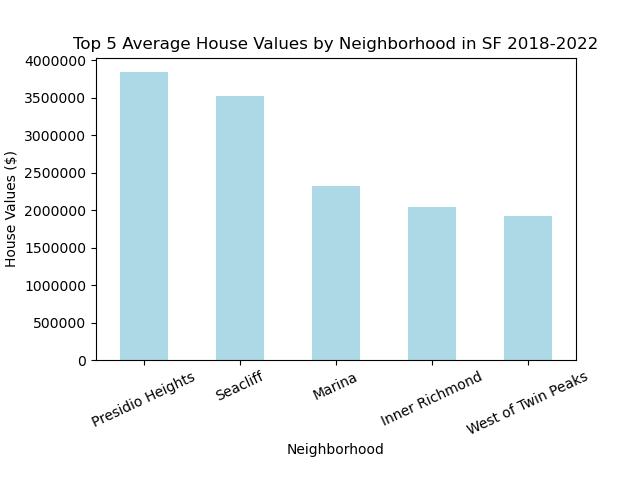 Top 5 Average House Values by Neighborhood in SF 2018-2022
House Values ($)
4000000
3500000
3000000
2500000
2000000
1500000
1000000
500000
0
Presidio Heights
Seacliff
Marina
Inner Richmond
West of Twin Peaks
Neighborhood